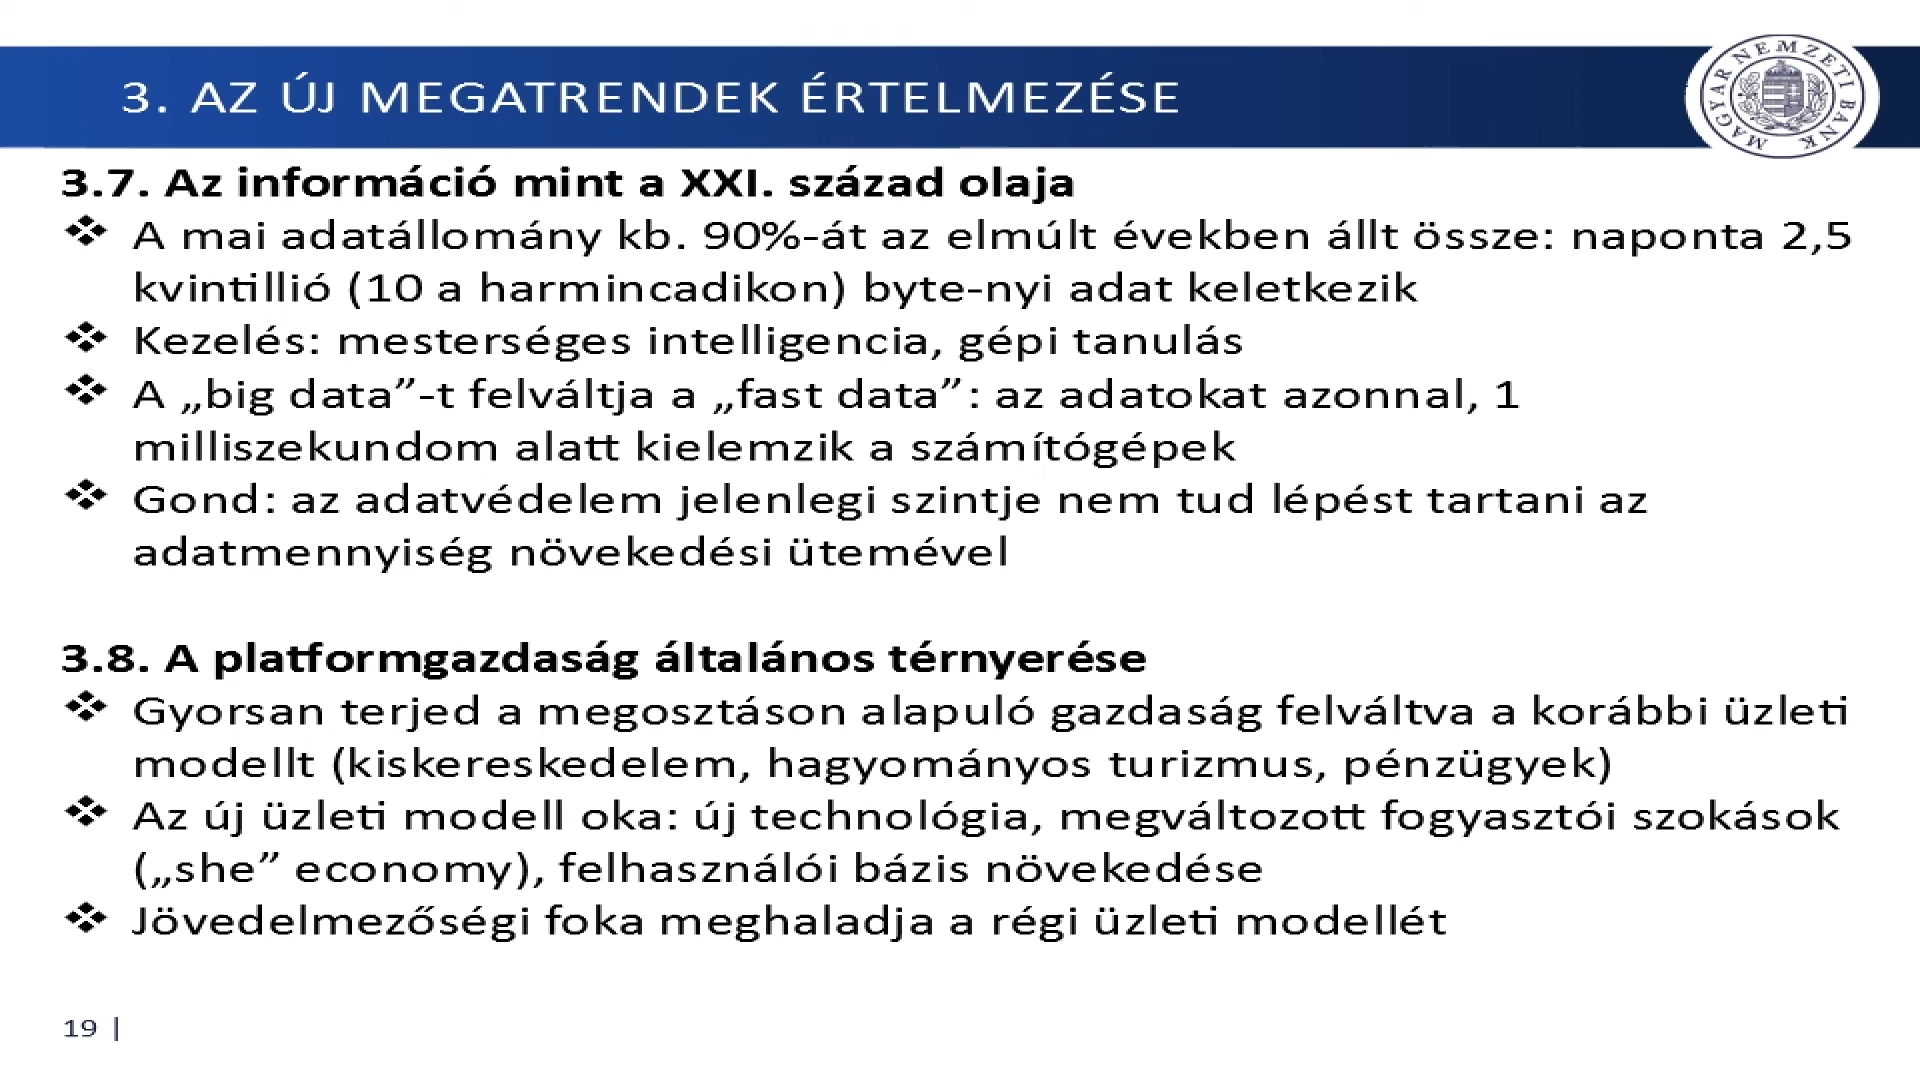 3. AZ ÚJ MEGATRENDEK ÉRTELMEZÉSE
MAGYAR NEMZETI BANK
3.7. Az információ mint a XXI. század olaja
❖ A mai adatállomány kb. 90%-át az elmúlt években állt össze: naponta 2,5
kvintillió (10 a harmincadikon) byte-nyi adat keletkezik
❖ Kezelés: mesterséges intelligencia, gépi tanulás
❖ A „big data”-t felváltja a „fast data”: az adatokat azonnal, 1
milliszekundom alatt kielemzik a számítógépek
❖ Gond: az adatvédelem jelenlegi szintje nem tud lépést tartani az
adatmennyiség növekedési ütemével
3.8. A platformgazdaság általános térnyerése
❖ Gyorsan terjed a megosztáson alapuló gazdaság felváltva a korábbi üzleti
modellt (kiskereskedelem, hagyományos turizmus, pénzügyek)
❖ Az új üzleti modell oka: új technológia, megváltozott fogyasztói szokások
(„she” economy), felhasználói bázis növekedése
❖ Jövedelmezőségi foka meghaladja a régi üzleti modellét
19 |